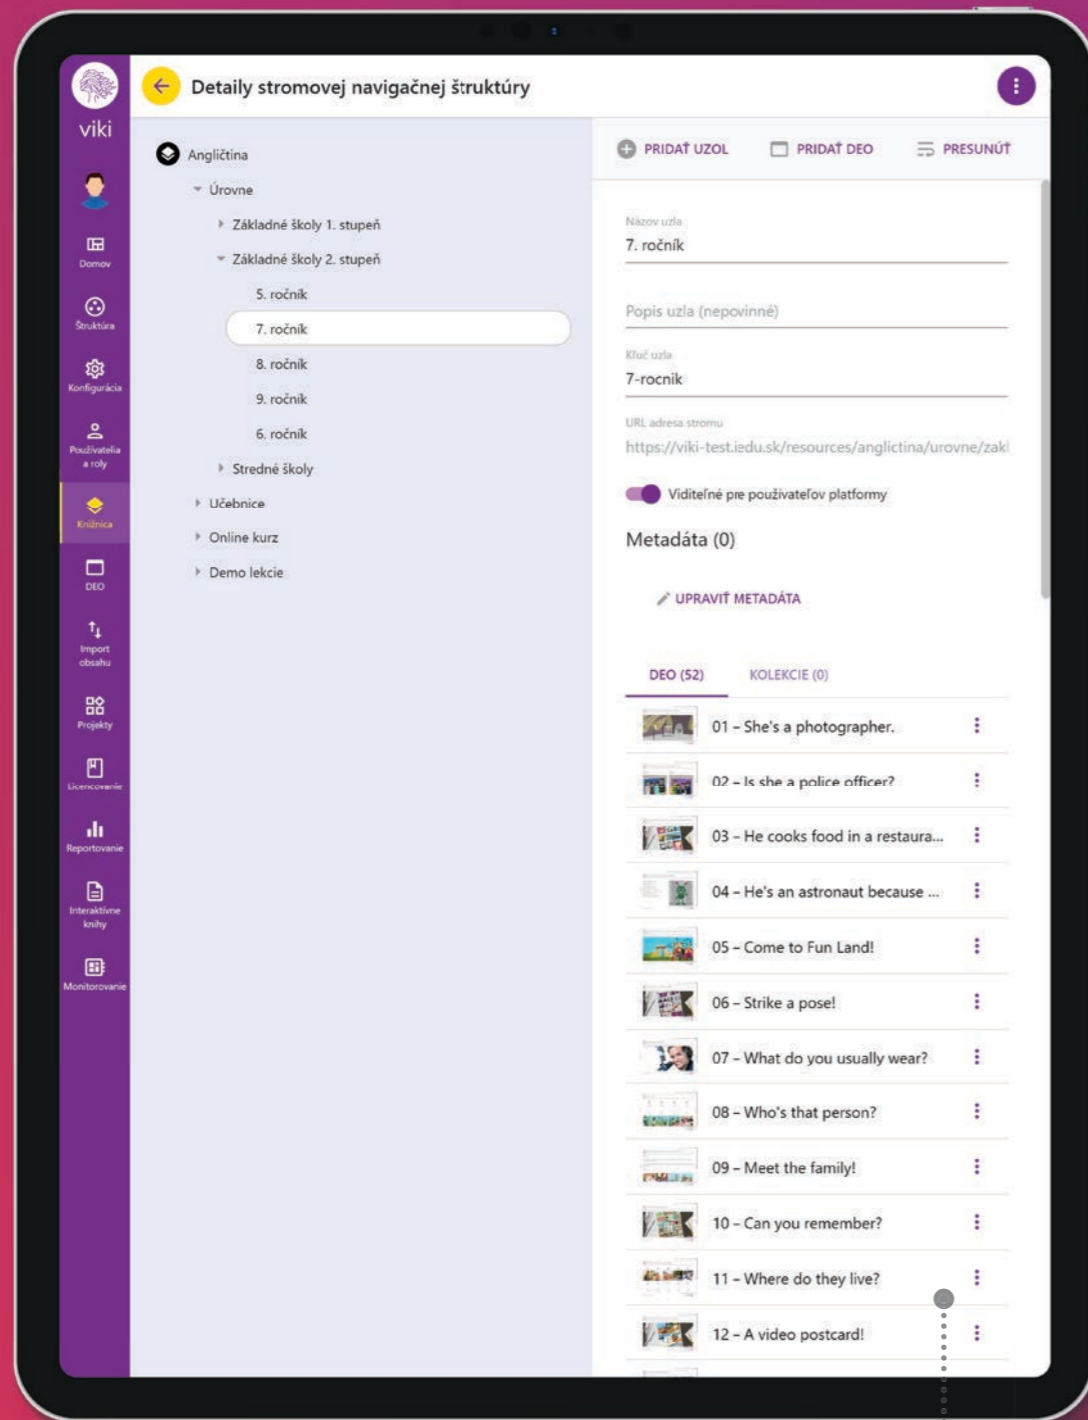 viki
Domov
Štruktúra
Konfigurácia
Používatelia
a roly
Knižnica
DEO
Import
obsahu
Projekty
Licencovanie
Reportovanie
Interaktívne
knihy
Monitorovanie
Detaily stromovej navigačnej štruktúry
Angličtina
Úrovne
Základné školy 1. stupeň
Základné školy 2. stupeň
5. ročník
7. ročník
8. ročník
9. ročník
6. ročník
Stredné školy
Učebnice
Online kurz
Demo lekcie
PRIDAŤ UZOL PRIDAŤ DEO PRESUNÚŤ
Názov uzla
7. ročník
Popis uzla (nepovinné)
Kľuč uzla
7-rocnik
URL adresa stromu
https://viki-test.iedu.sk/resources/anglictina/urovne/zakl
Viditeľné pre používateľov platformy
Metadáta (0)
UPRAVIŤ METADÁTA
DEO (52) KOLEKCIE (0)
01 – She's a photographer.
02 – Is she a police officer?
03 – He cooks food in a restaura...
04 – He's an astronaut because ...
05 – Come to Fun Land!
06 – Strike a pose!
07 – What do you usually wear?
08 – Who's that person?
09 – Meet the family!
10 – Can you remember?
11 – Where do they live?
12 – A video postcard!